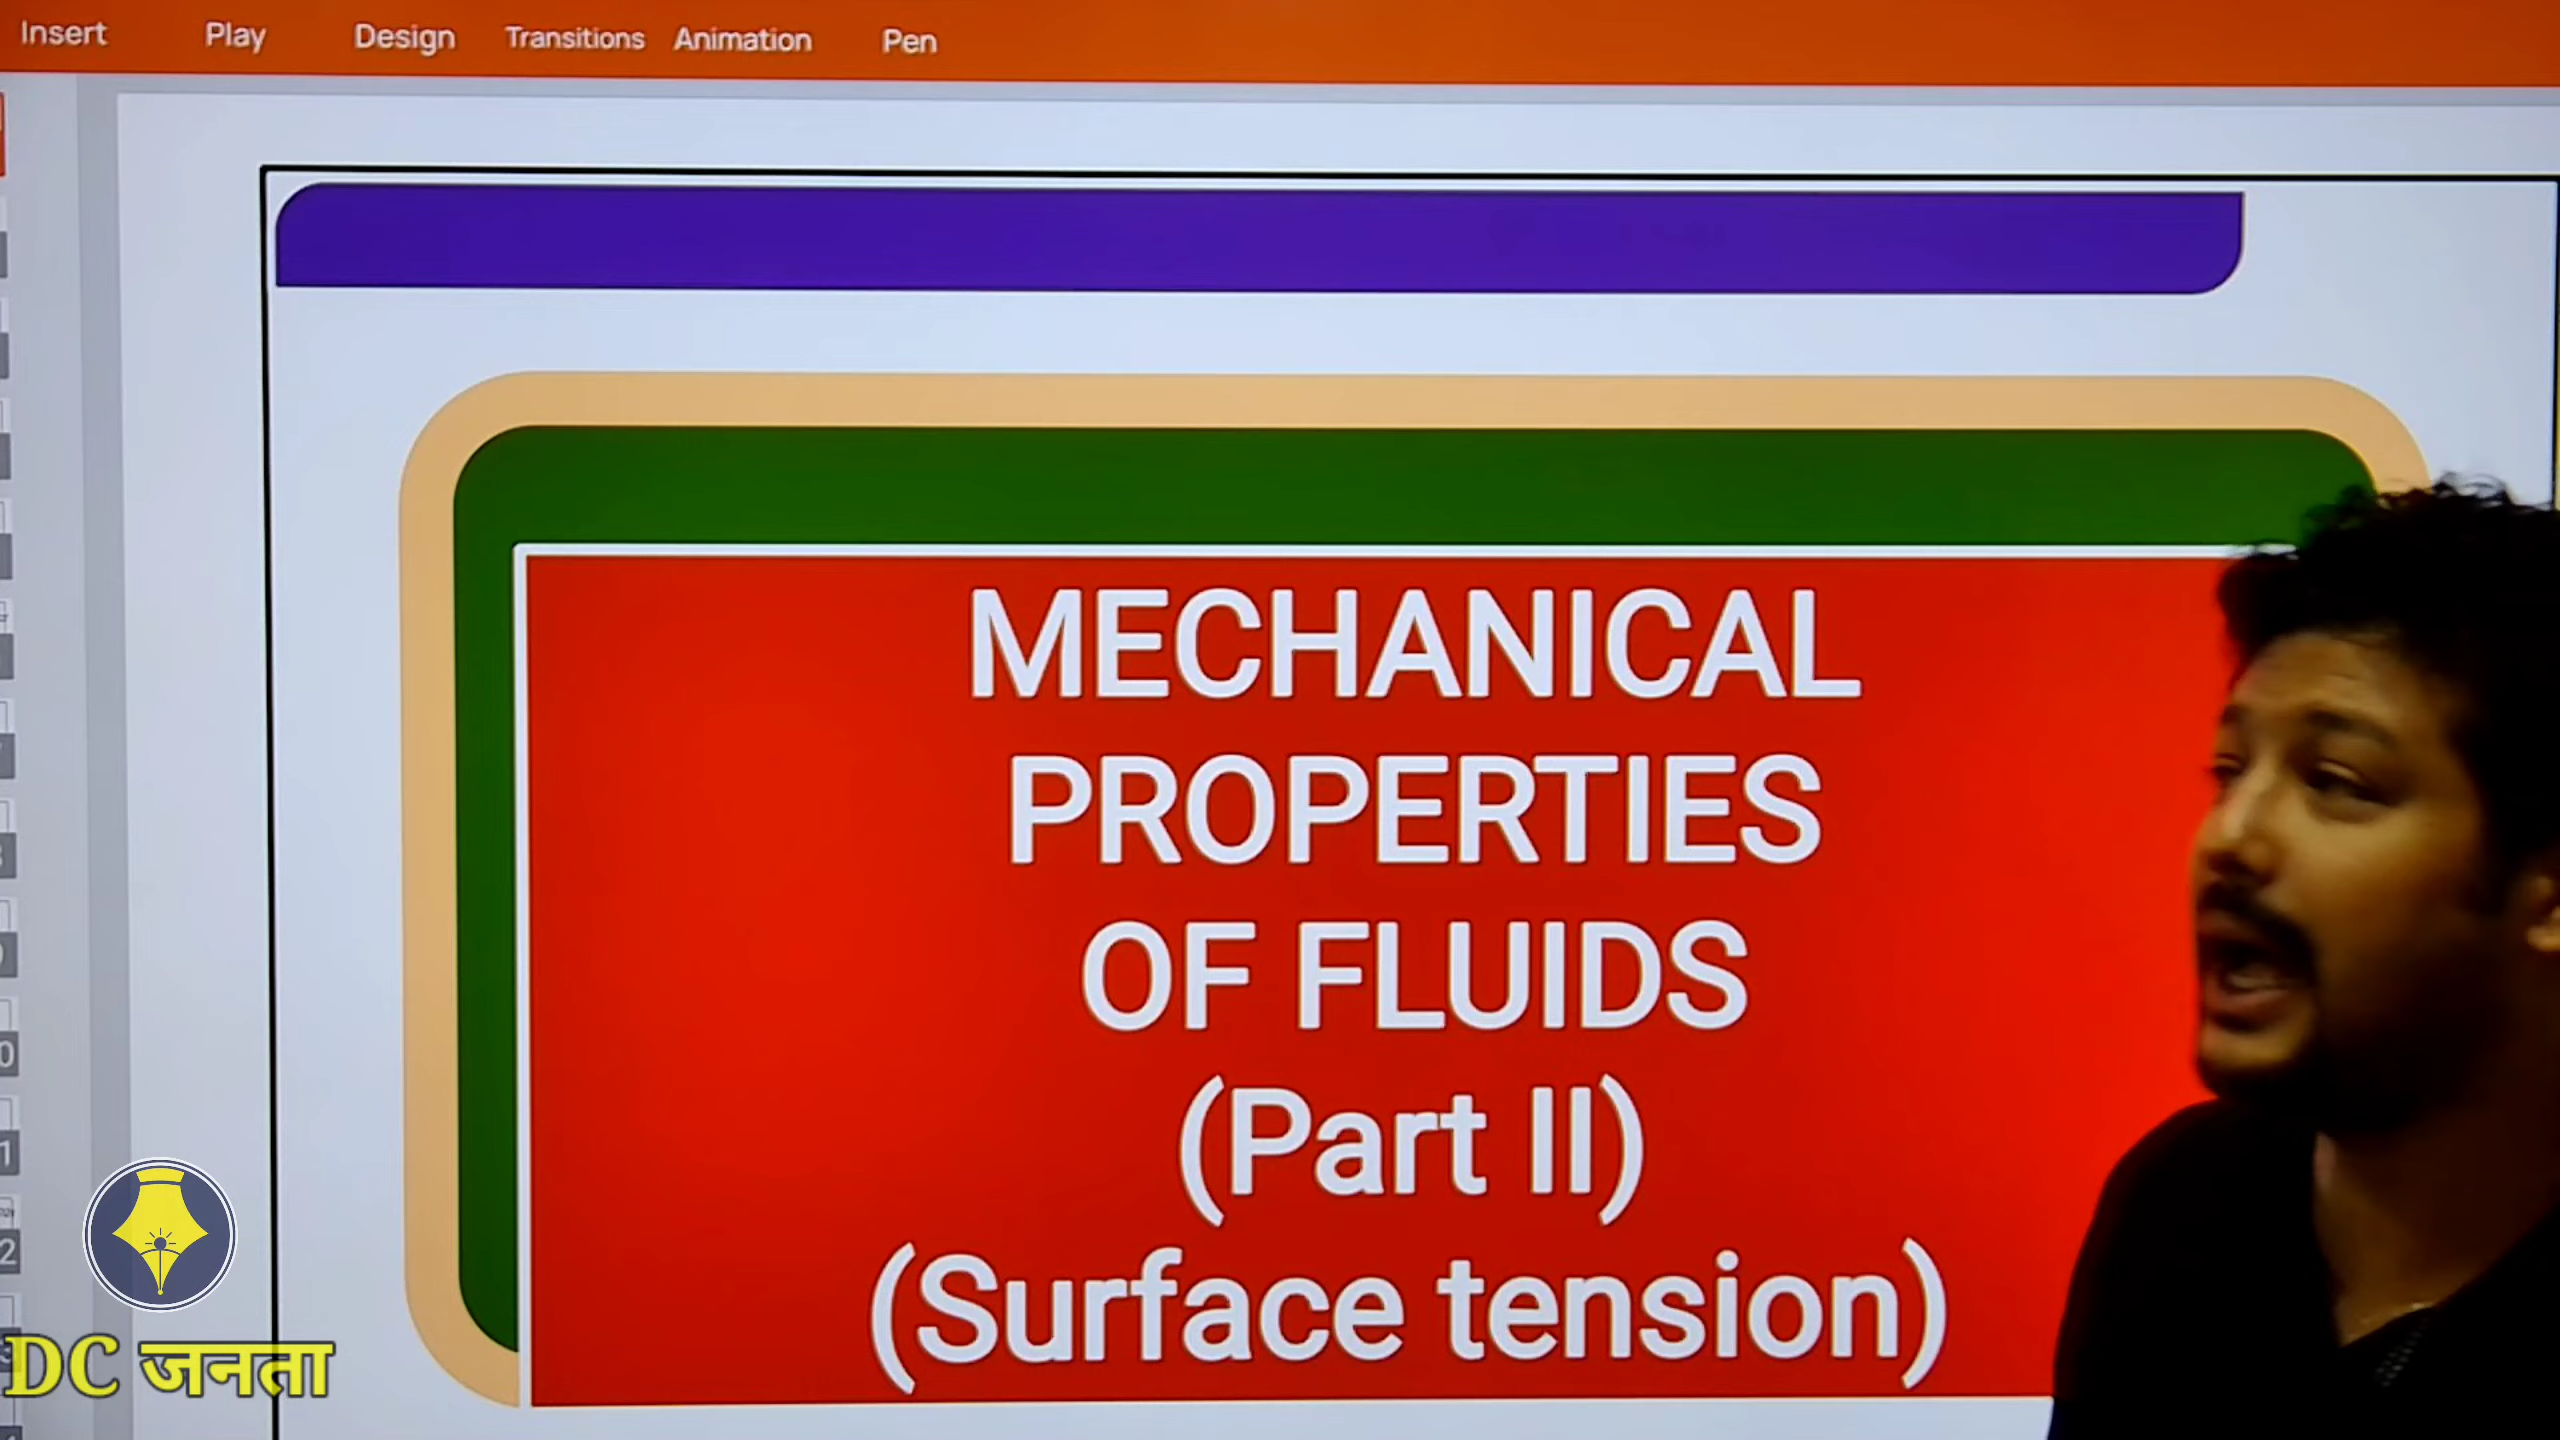 Insert Play Design Transitions Animation Pen
MECHANICAL
PROPERTIES
OF FLUIDS
(Part II)
(Surface tension)
DC जनता